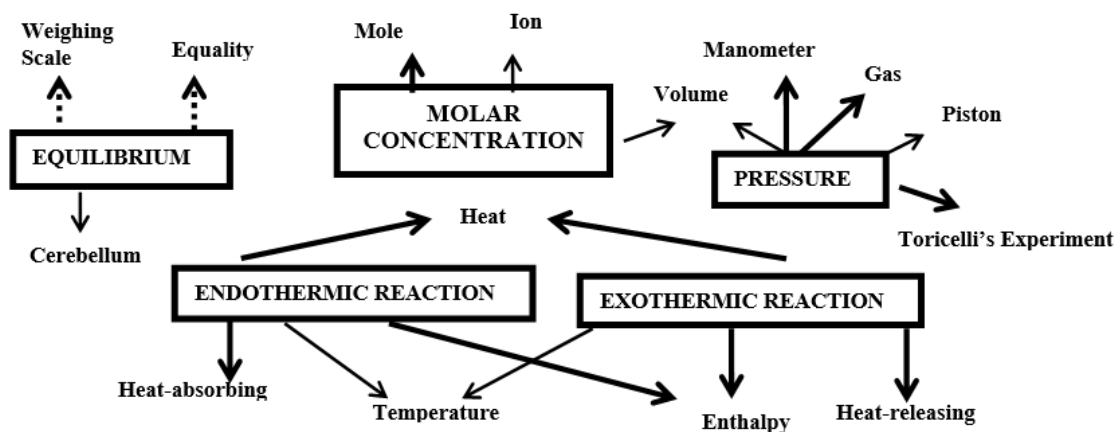 Weighing
Scale
Equality
Mole
Ion
Manometer
Gas
Volume
Piston
MOLAR
CONCENTRATION
EQUILIBRIUM
PRESSURE
Cerebellum
Heat
Toricelli's Experiment
ENDOTHERMIC REACTION
EXOTHERMIC REACTION
Heat-absorbing
Temperature
Enthalpy
Heat-releasing